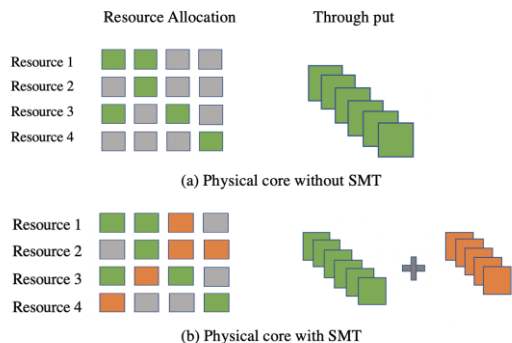 Resource Allocation
Through put
Resource 1
Resource 2
Resource 3
Resource 4
(a) Physical core without SMT
Resource 1
Resource 2
Resource 3
Resource 4
(b) Physical core with SMT